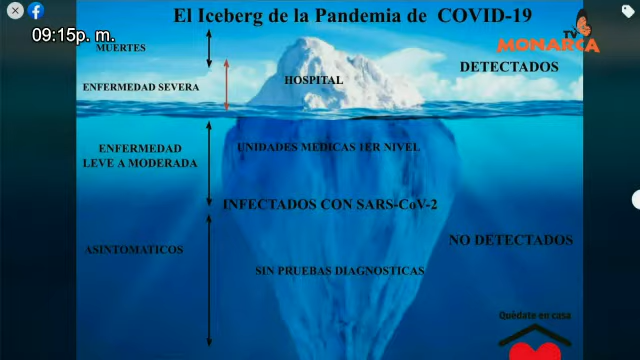 El Iceberg de la Pandemia de COVID-19
09:15p. m.
TV
MONARCA
MUERTES
DETECTADOS
HOSPITAL
ENFERMEDAD SEVERA
ENFERMEDAD
LEVE A MODERADA
UNIDADES MEDICAS 1ER NIVEL
INFECTADOS CON SARS-CoV-2
ASINTOMATICOS
NO DETECTADOS
SIN PRUEBAS DIAGNOSTICAS
Quédate en casa